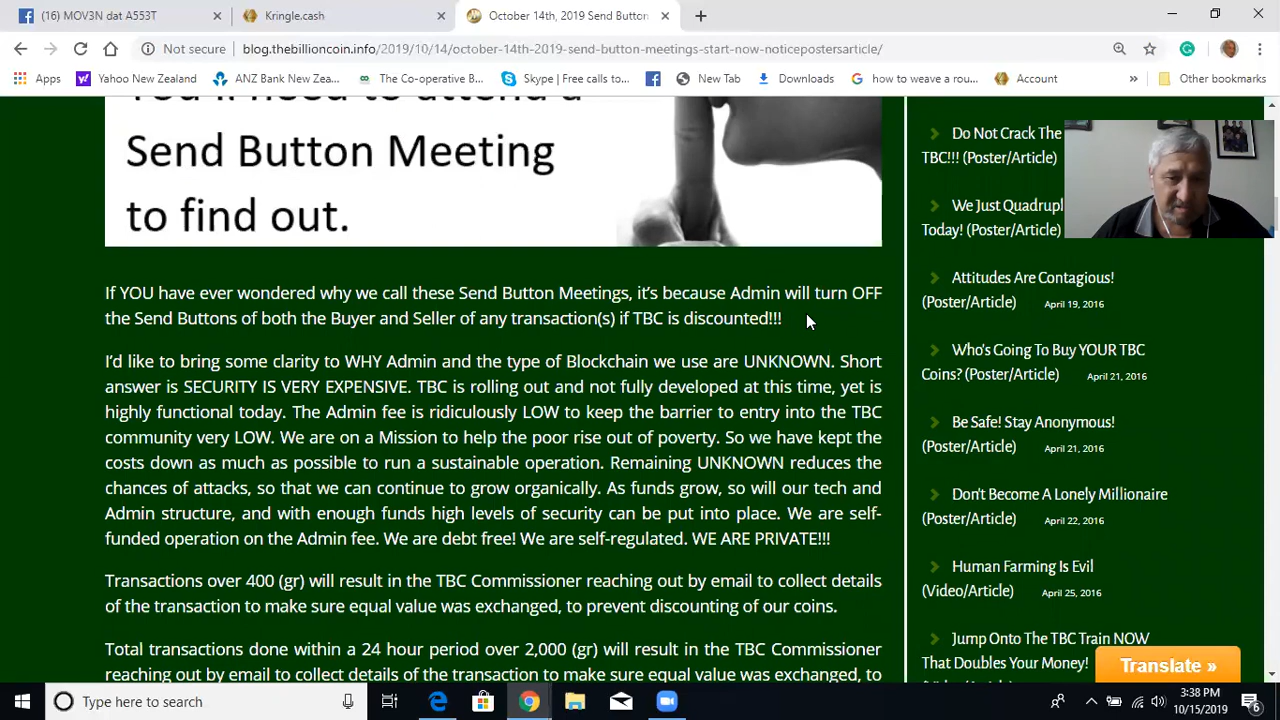 (16) MOV3N dat A553T
Kringle.cash
October 14th, 2019 Send Button
Not secure
blog.thebillioncoin.info/2019/10/14/october-14th-2019-send-button-meetings-start-now-noticepostersarticle/
Apps
Yahoo New Zealand
ANZ Bank New Zea...
The Co-operative B...
Skype | Free calls to...
New Tab
Downloads
how to weave a rou...
Account
Other bookmarks
You'll need to attend a
Send Button Meeting
to find out.
If YOU have ever wondered why we call these Send Button Meetings, it's because Admin will turn OFF
the Send Buttons of both the Buyer and Seller of any transaction(s) if TBC is discounted!!!
I'd like to bring some clarity to WHY Admin and the type of Blockchain we use are UNKNOWN. Short
answer is SECURITY IS VERY EXPENSIVE. TBC is rolling out and not fully developed at this time, yet is
highly functional today. The Admin fee is ridiculously LOW to keep the barrier to entry into the TBC
community very LOW. We are on a Mission to help the poor rise out of poverty. So we have kept the
costs down as much as possible to run a sustainable operation. Remaining UNKNOWN reduces the
chances of attacks, so that we can continue to grow organically. As funds grow, so will our tech and
Admin structure, and with enough funds high levels of security can be put into place. We are self-
funded operation on the Admin fee. We are debt free! We are self-regulated. WE ARE PRIVATE!!!
Transactions over 400 (gr) will result in the TBC Commissioner reaching out by email to collect details
of the transaction to make sure equal value was exchanged, to prevent discounting of our coins.
Total transactions done within a 24 hour period over 2,000 (gr) will result in the TBC Commissioner
reaching out by email to collect details of the transaction to make sure equal value was exchanged, to
Do Not Crack The
TBC!!! (Poster/Article)
We Just Quadrupl
Today! (Poster/Article)
Attitudes Are Contagious!
(Poster/Article) April 19, 2016
Who's Going To Buy YOUR TBC
Coins? (Poster/Article) April 21, 2016
Be Safe! Stay Anonymous!
(Poster/Article) April 21, 2016
Don't Become A Lonely Millionaire
(Poster/Article) April 22, 2016
Human Farming Is Evil
(Video/Article) April 25, 2016
Jump Onto The TBC Train NOW
That Doubles Your Money!
Translate »
Type here to search
3:38 PM
10/15/2019
6